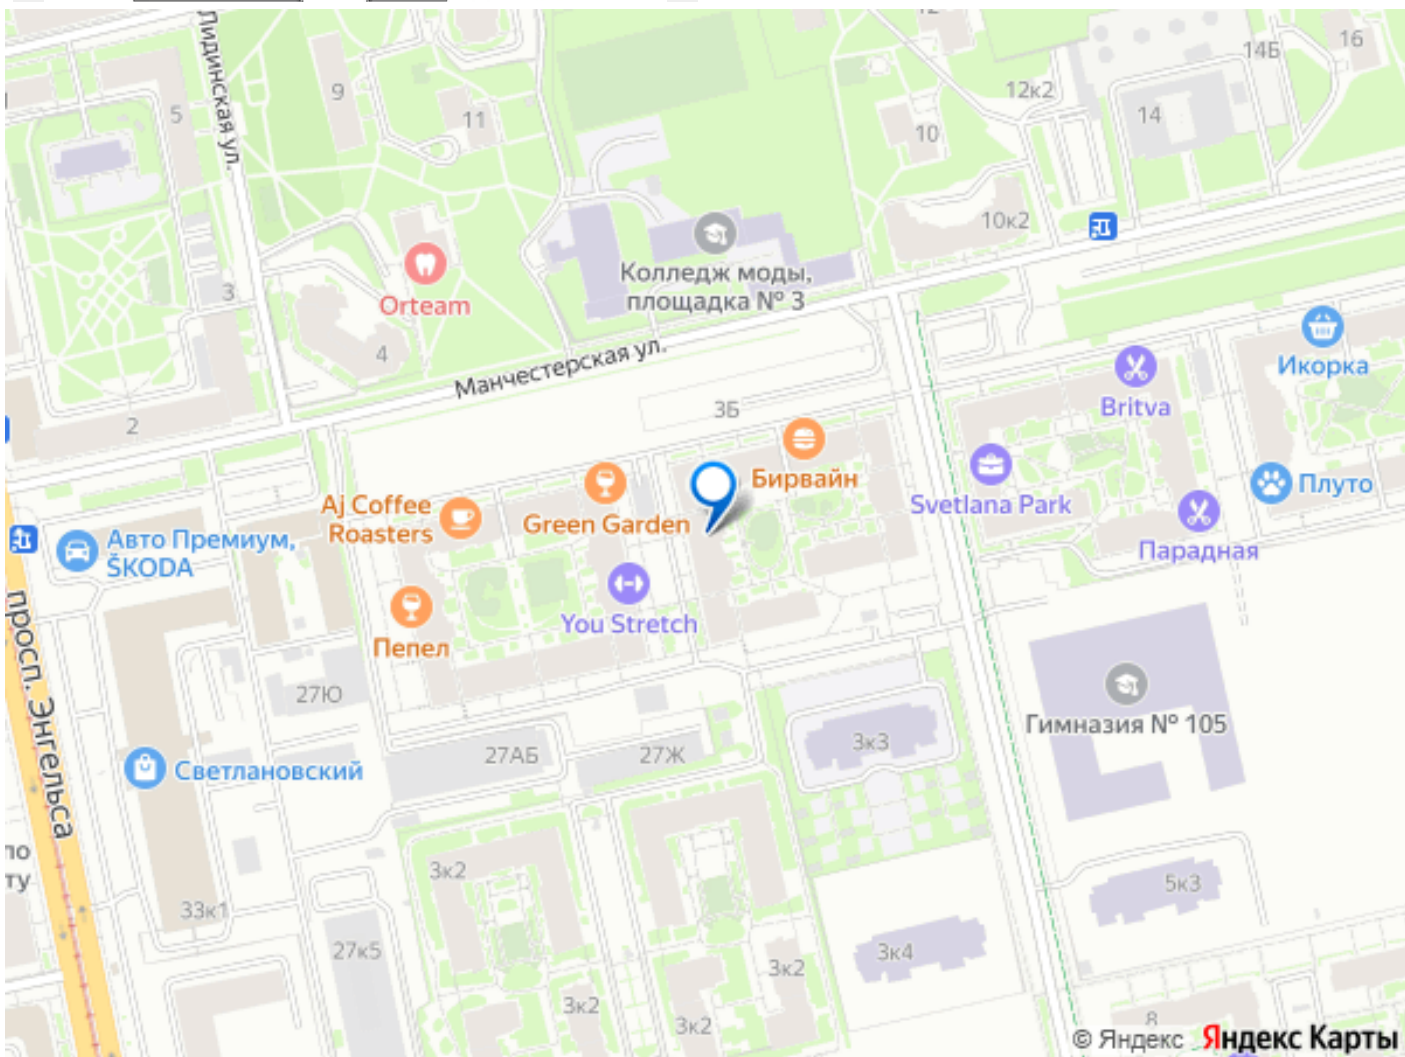 12
16
14Б
Лидинская ул.
9
12к2
5
11
14
10
10к2
Колледж моды,
площадка № 3
3
Orteam
Икорка
4
Манчестерская ул.
Britva
3Б
2
Бирвайн
Svetlana Park
Плуто
Aj Coffee
Roasters
Green Garden
Авто Премиум,
ŠKODA
Парадная
просп. Энгельса
You Stretch
Пепел
27Ю
Гимназия № 105
3к3
27АБ
27Ж
Светлановский
по
ту
3к2
5к3
33к1
27к5
3к4
3к2
3к2
3к2
8
© Яндекс Яндекс Карты